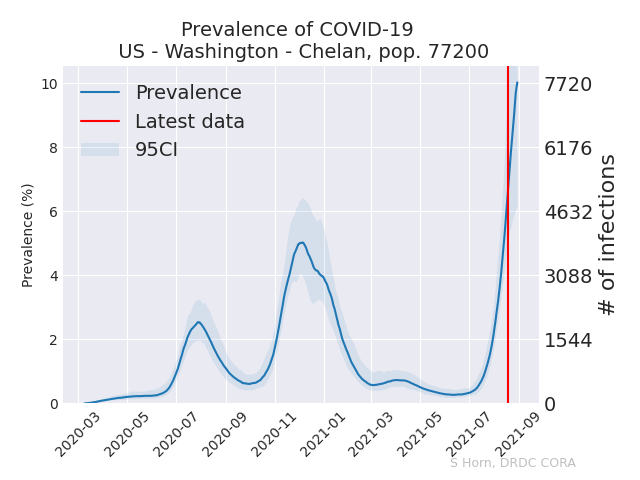 Prevalence of COVID-19
US - Washington - Chelan, pop. 77200
Prevalence
Latest data
95CI
Prevalence (%)
10
8
6
4
2
0
7720
6176
4632
3088
1544
0
# of infections
2020-03
2020-05
2020-07
2020-09
2020-11
2021-01
2021-03
2021-05
2021-07
2021-09
S Horn, DRDC CORA